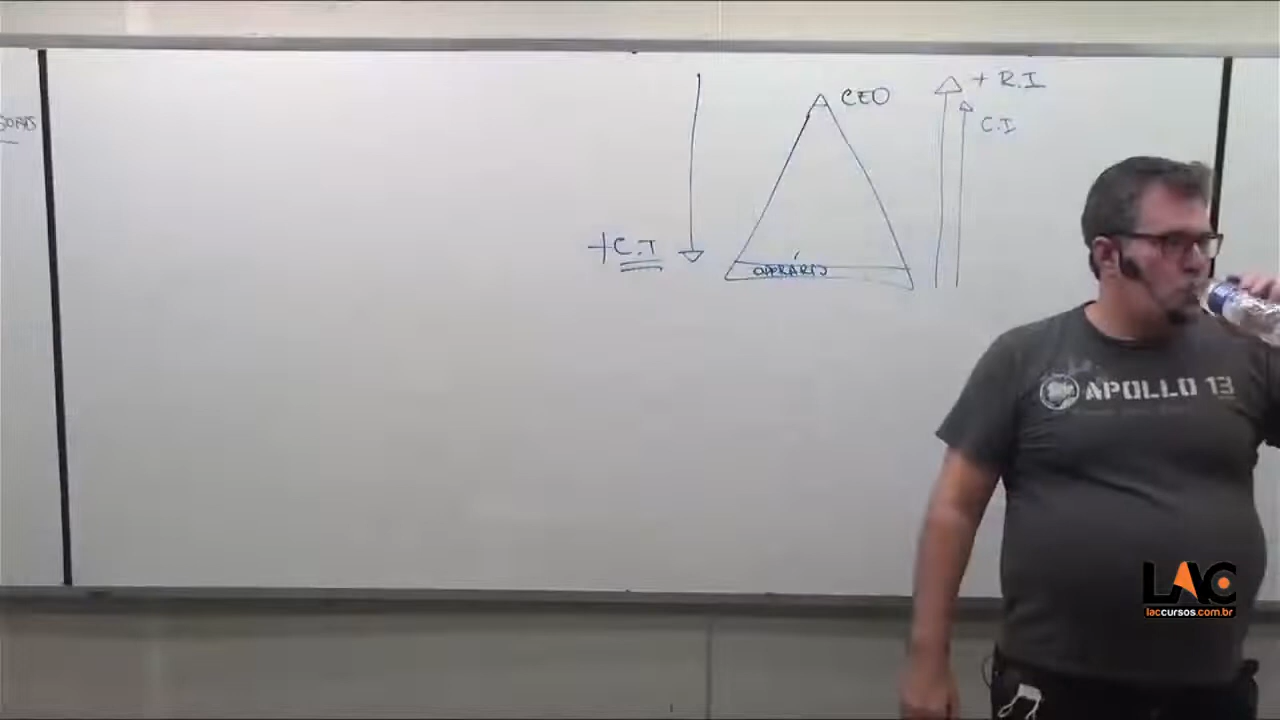 CEO
+ R.I
C.I
+C.T
OPERÁRIO
APOLLO 13
LAC
laccursos.com.br